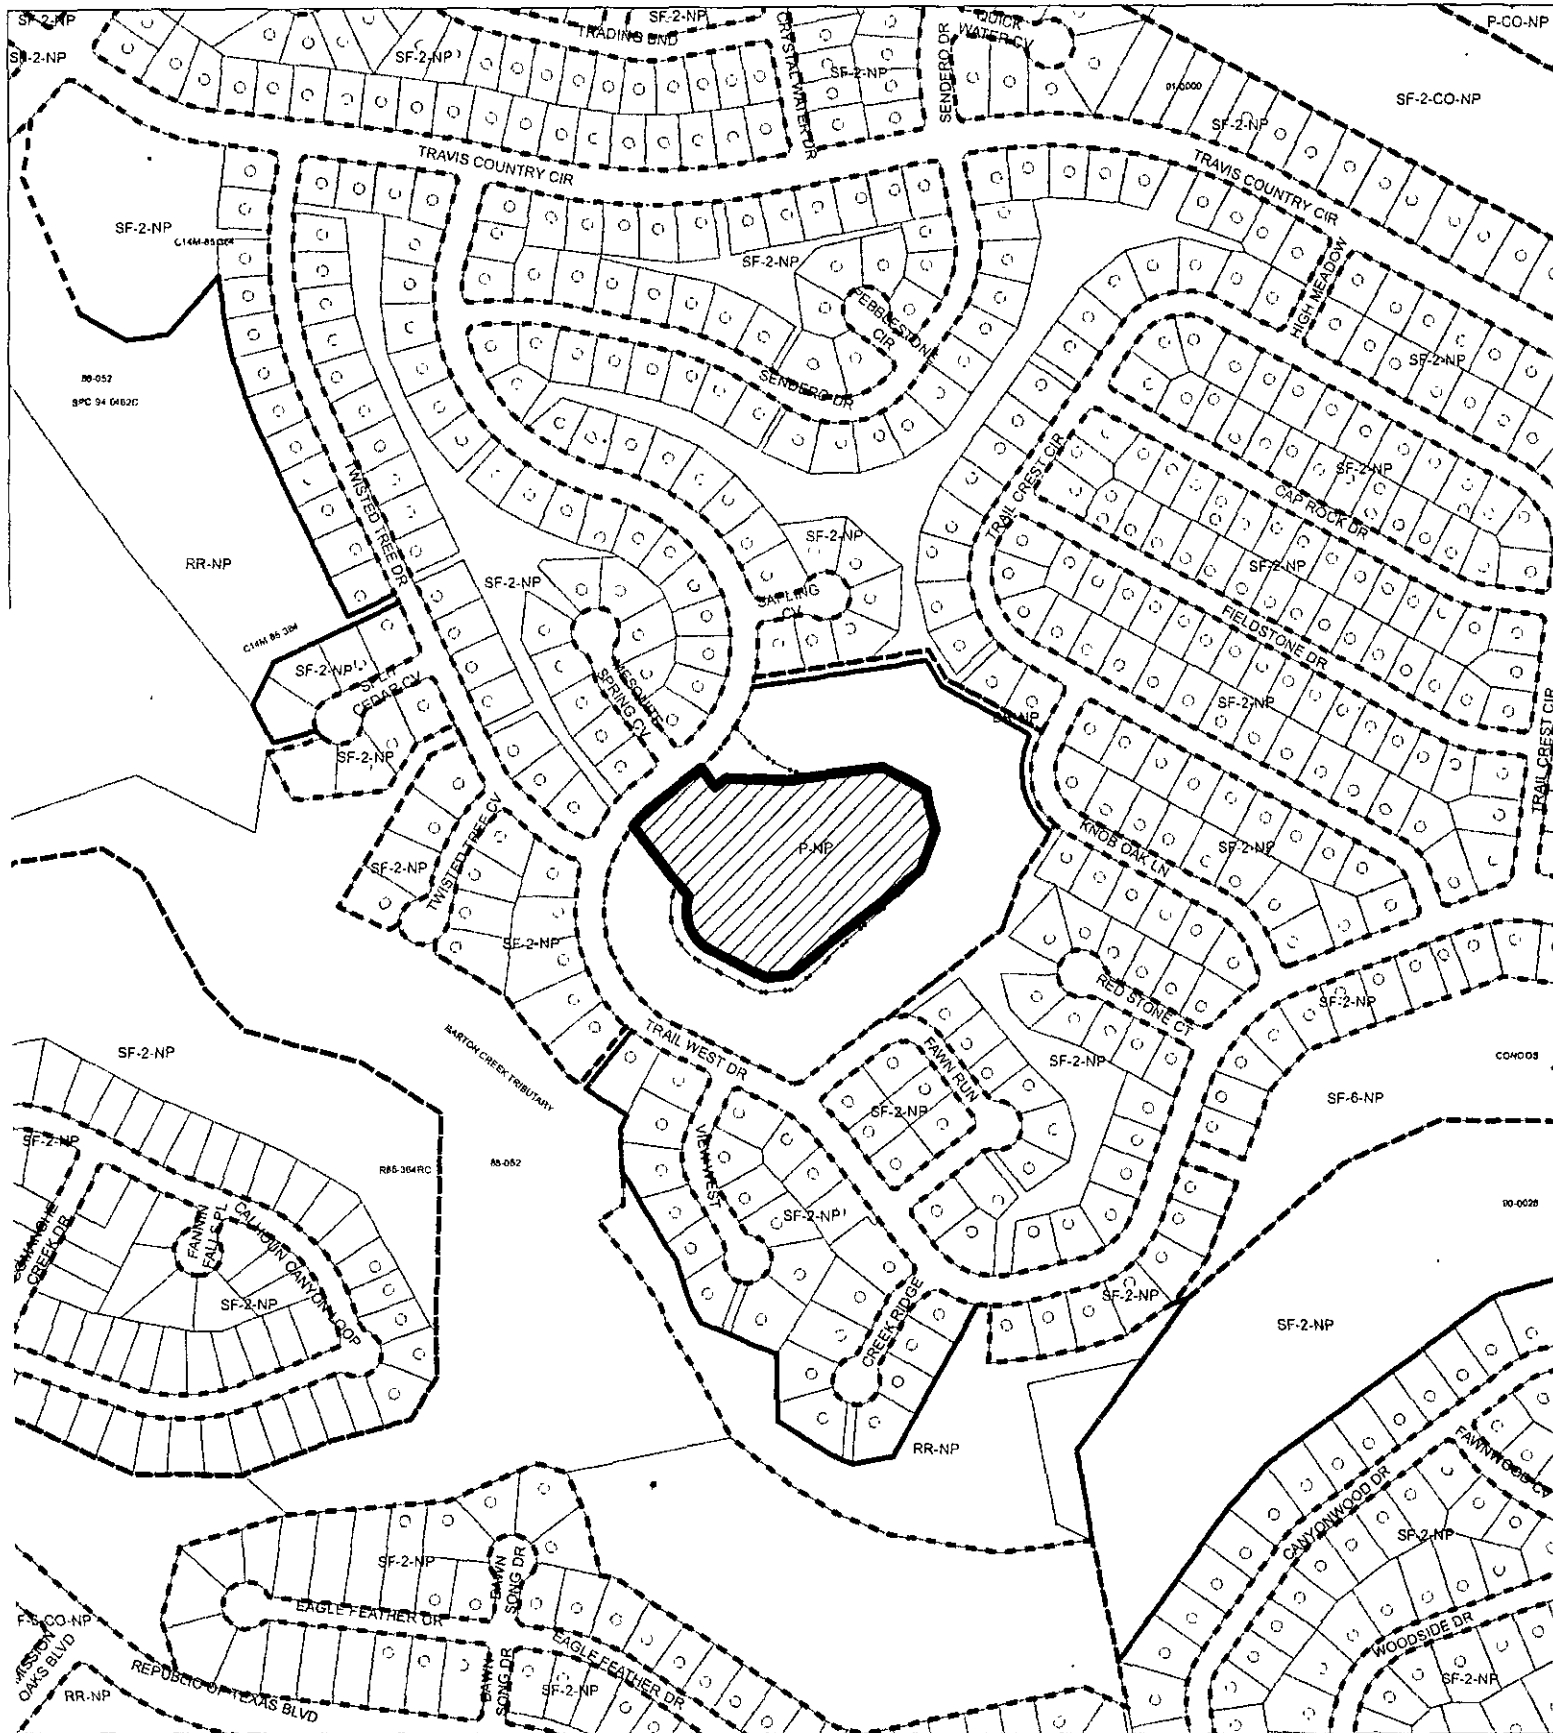 SF-2-NP
SF-2-NP
QUICK
WATER CV
P-CO-NP
TRADING BND
CRYSTAL WATER DR
SENDERO DR
SF-2-NP
SF-2-NP
SF-2-NP
SF-2-CO-NP
SF-2-NP
TRAVIS COUNTRY CIR
TRAVIS COUNTRY CIR
SF-2-NP
C14M-85-364
SF-2-NP
HIGH MEADOW
PEBBLESTONE
CIR
SF-2-NP
88-052
SENDERO DR
TWISTED TREE DR
TRAIL CREST CIR
SF-2-NP
CAP ROCK DR
SF-2-NP
RR-NP
SF-2-NP
SF-2-NP
SAPLING
CV
FIELDSTONE DR
SF-2-NP
SPLIT
CEDAR CV
MESQUITE
SPRING CV
SF-2-NP
SF-2-NP
TRAIL CREST CIR
TWISTED TREE CV
P-NP
KNOB OAK LN
SF-2-NP
SF-2-NP
SF-2-NP
RED STONE CT
SF-2-NP
TRAIL WEST DR
BARTON CREEK TRIBUTARY
SF-2-NP
FAWN RUN
SF-2-NP
CONDOS
SF-6-NP
SF-2-NP
SF-2-NP
VIEW WEST
R85-364RC
88-052
COMANCHE
CREEK DR
FANNIN
FALLS PL
CALHOUN CANYON LOOP
SF-2-NP
SF-2-NP
90-0028
SF-2-NP
SF-2-NP
CREEK RIDGE
RR-NP
FAWNWOOD CV
CANYONWOOD DR
SF-2-NP
SF-2-NP
DAWN
SONG DR
EAGLE FEATHER DR
MISSION
OAKS BLVD
RR-NP
REPUBLIC OF TEXAS BLVD
DAWN
SONG DR
EAGLE FEATHER DR
SF-2-NP
WOODSIDE DR
SF-2-NP